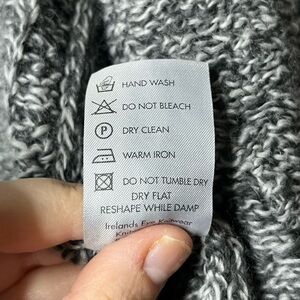 HAND WASH
DO NOT BLEACH
P DRY CLEAN
WARM IRON
DO NOT TUMBLE DRY
DRY FLAT
RESHAPE WHILE DAMP
Irelands Eye Knitwear